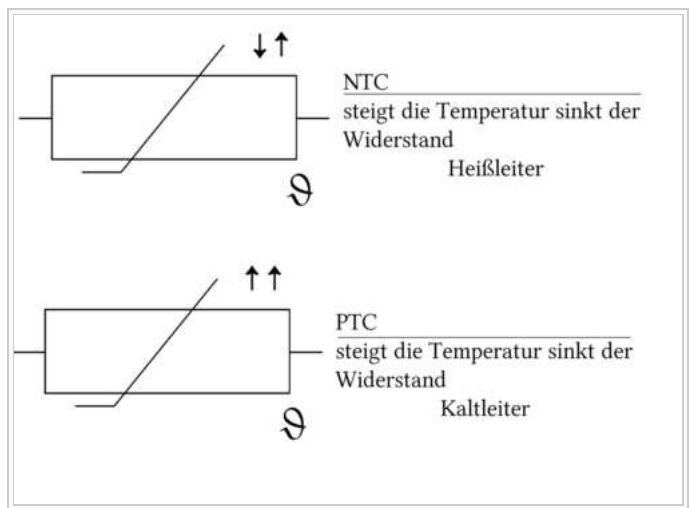 ↓↑
NTC
steigt die Temperatur sinkt der
Widerstand
Heißleiter
ϑ
↑↑
PTC
steigt die Temperatur sinkt der
Widerstand
Kaltleiter
ϑ